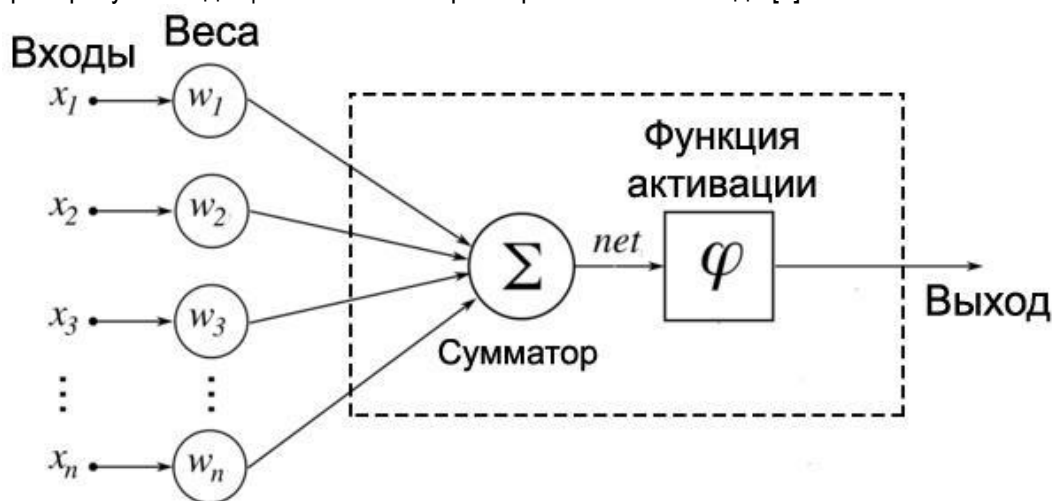 Входы
Веса
x1
w1
x2
w2
x3
w3
⋮
⋮
xn
wn
Σ
Сумматор
net
Функция
активации
φ
Выход